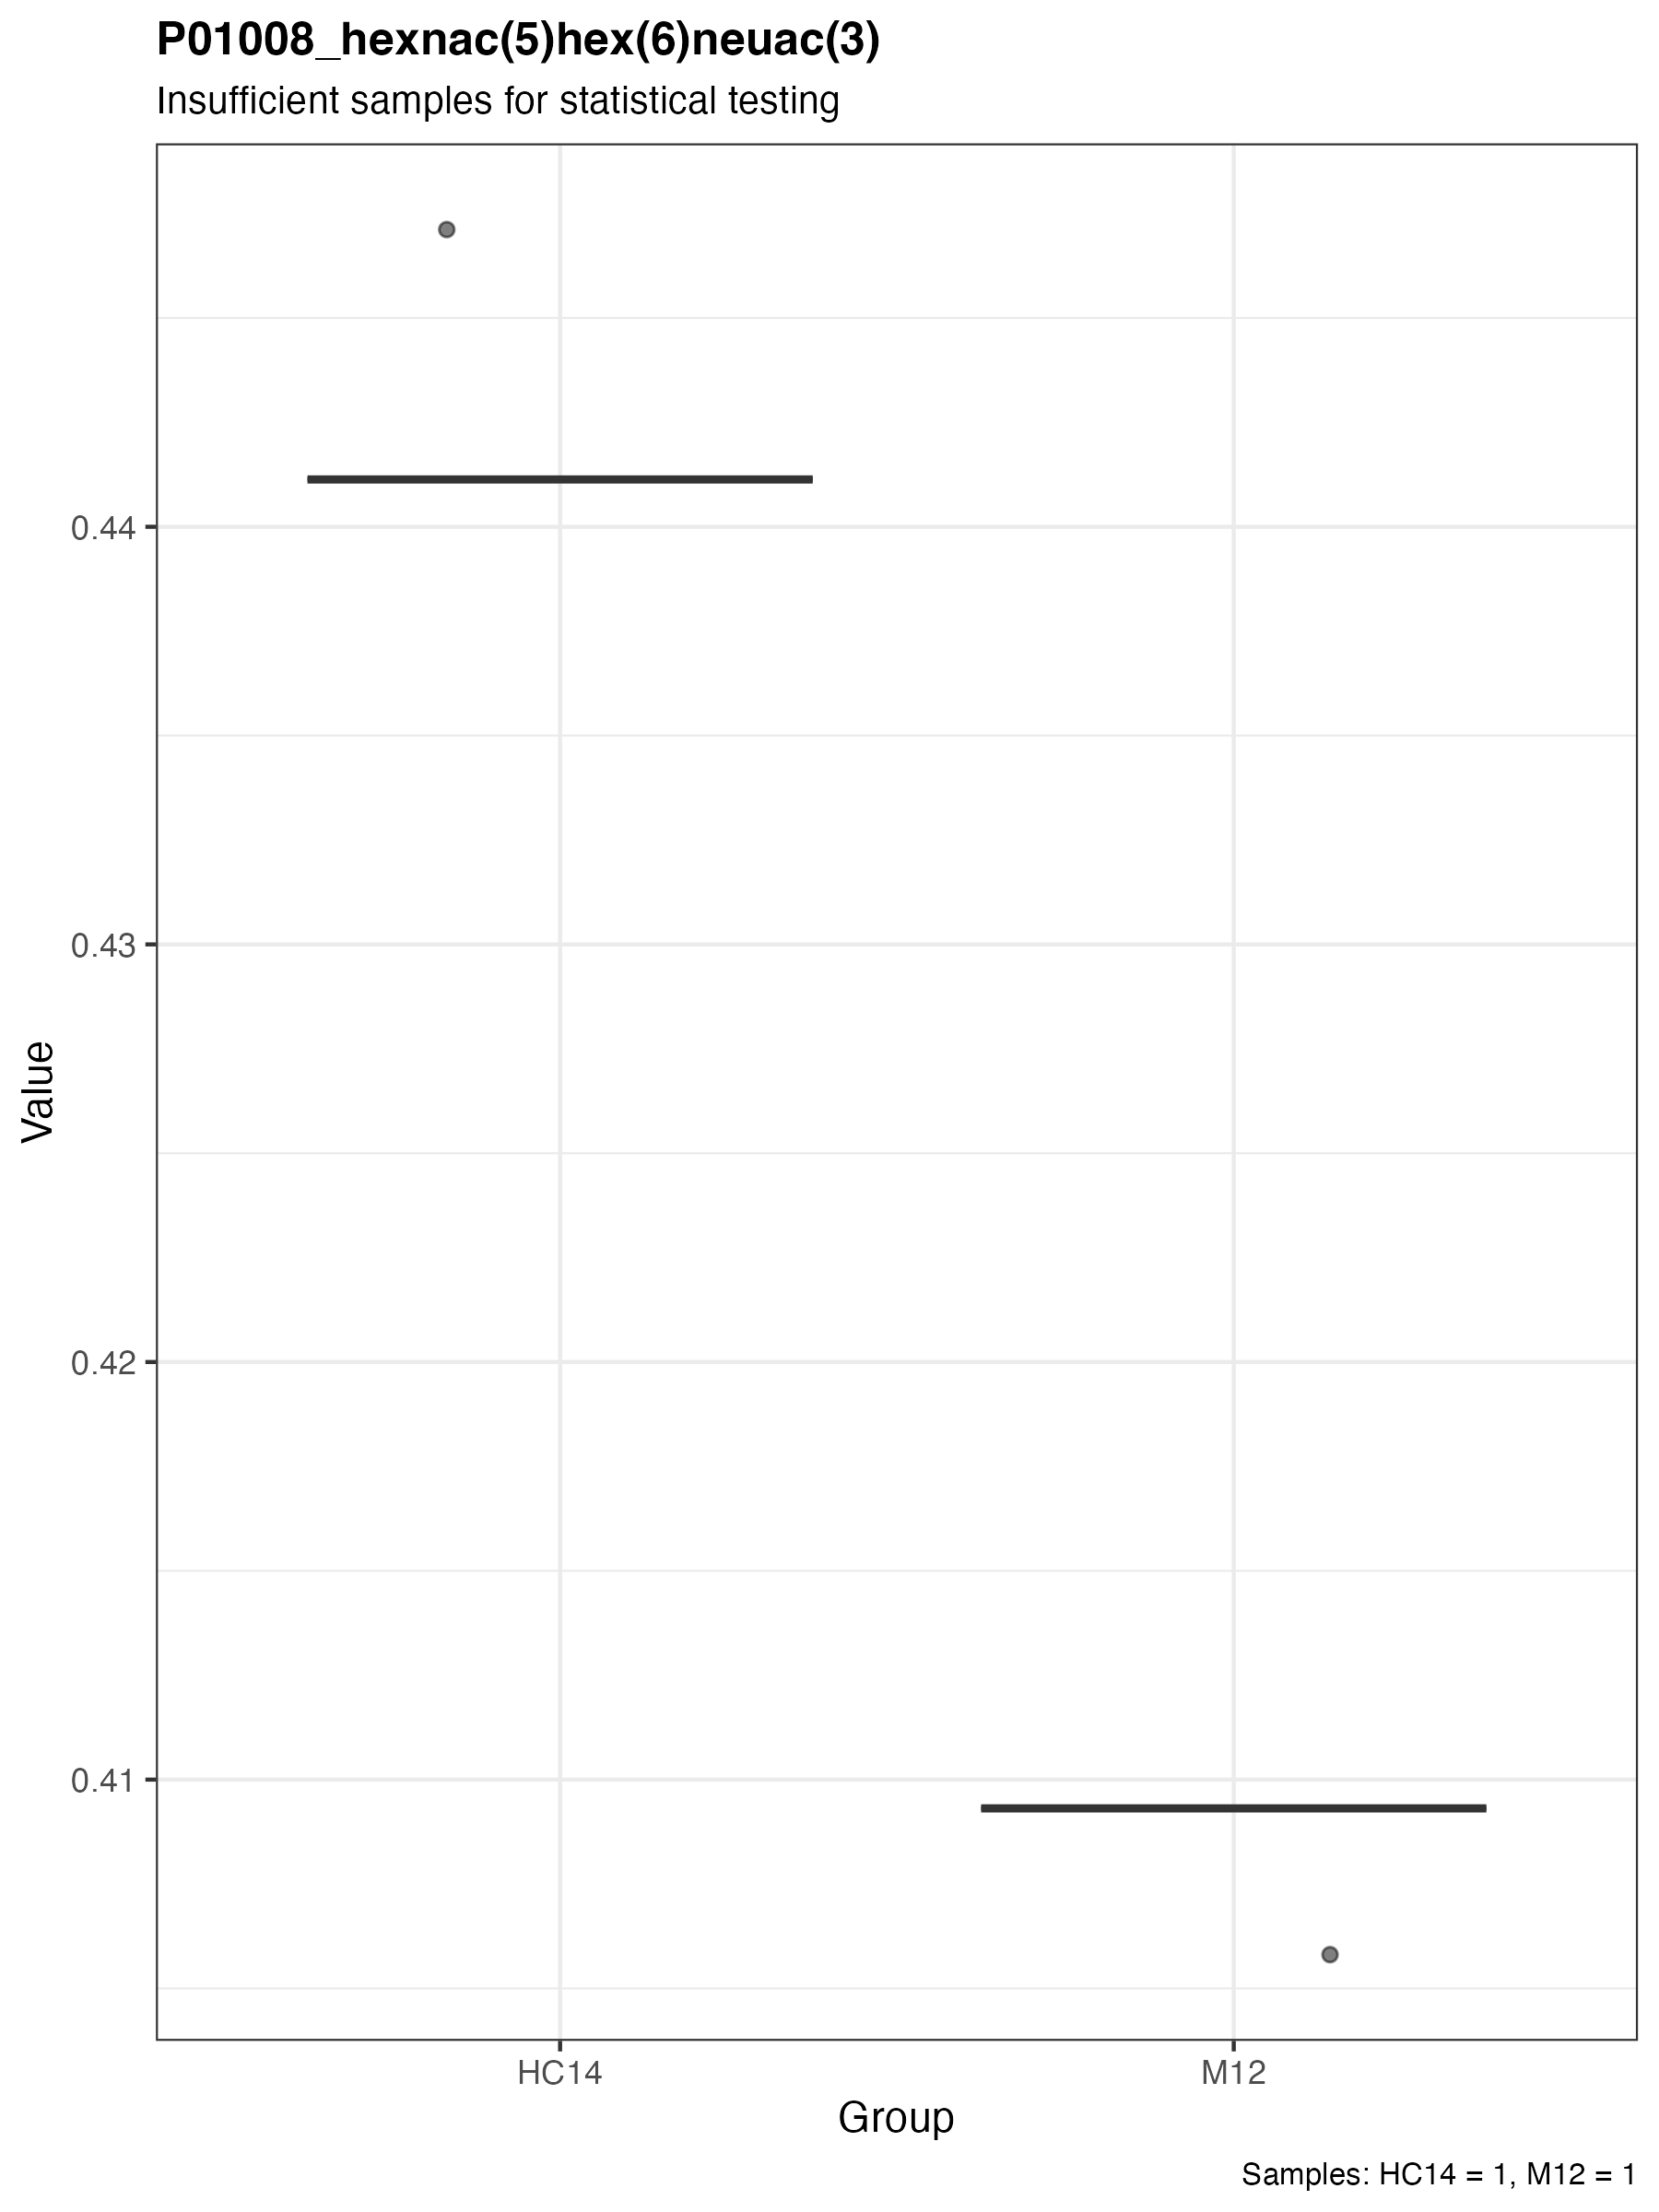 P01008_hexnac(5)hex(6)neuac(3)
Insufficient samples for statistical testing
Value
0.44
0.43
0.42
0.41
HC14 M12
Group
Samples: HC14 = 1, M12 = 1